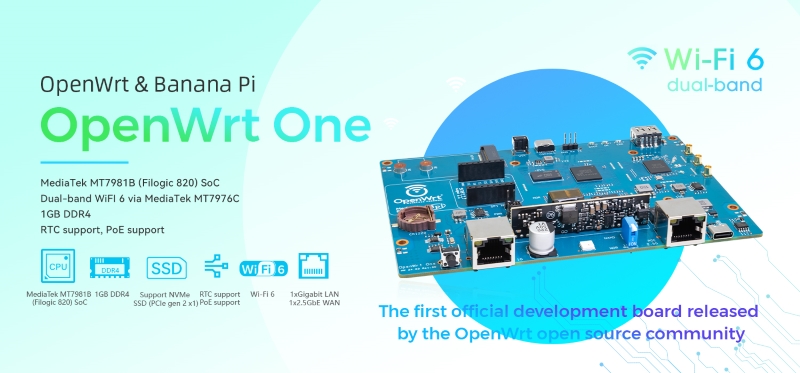 OpenWrt & Banana Pi
OpenWrt One
MediaTek MT7981B (Filogic 820) SoC
Dual-band WiFI 6 via MediaTek MT7976C
1GB DDR4
RTC support, PoE support
CPU
DDR4
SSD
Wi Fi 6
MediaTek MT7981B
(Filogic 820) SoC
1GB DDR4
Support NVMe
SSD (PCIe gen 2 x1)
RTC support
PoE support
Wi-Fi 6
1xGigabit LAN
1x2.5GbE WAN
Wi-Fi 6
dual-band
OpenWrt
OpenWrt One
The first official development board released
by the OpenWrt open source community